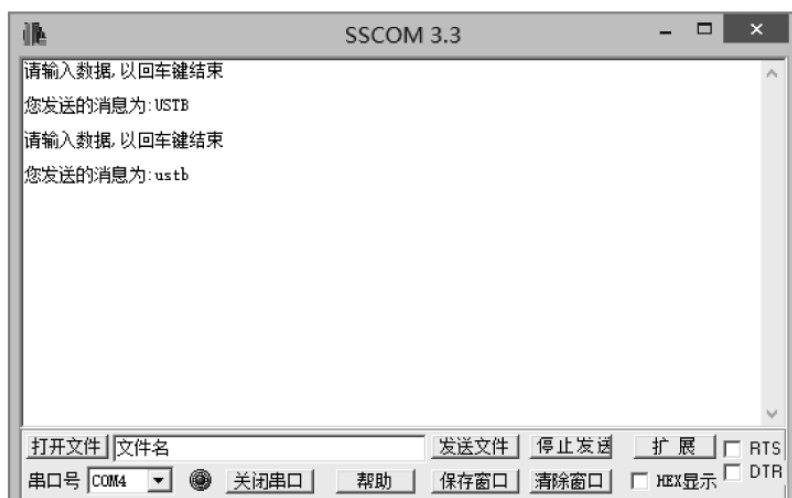 SSCOM 3.3
请输入数据,以回车键结束
您发送的消息为:USTB
请输入数据,以回车键结束
您发送的消息为:ustb
打开文件 文件名 发送文件 停止发送 扩展 RTS
串口号 COM4 关闭串口 帮助 保存窗口 清除窗口 HEX显示 DTR